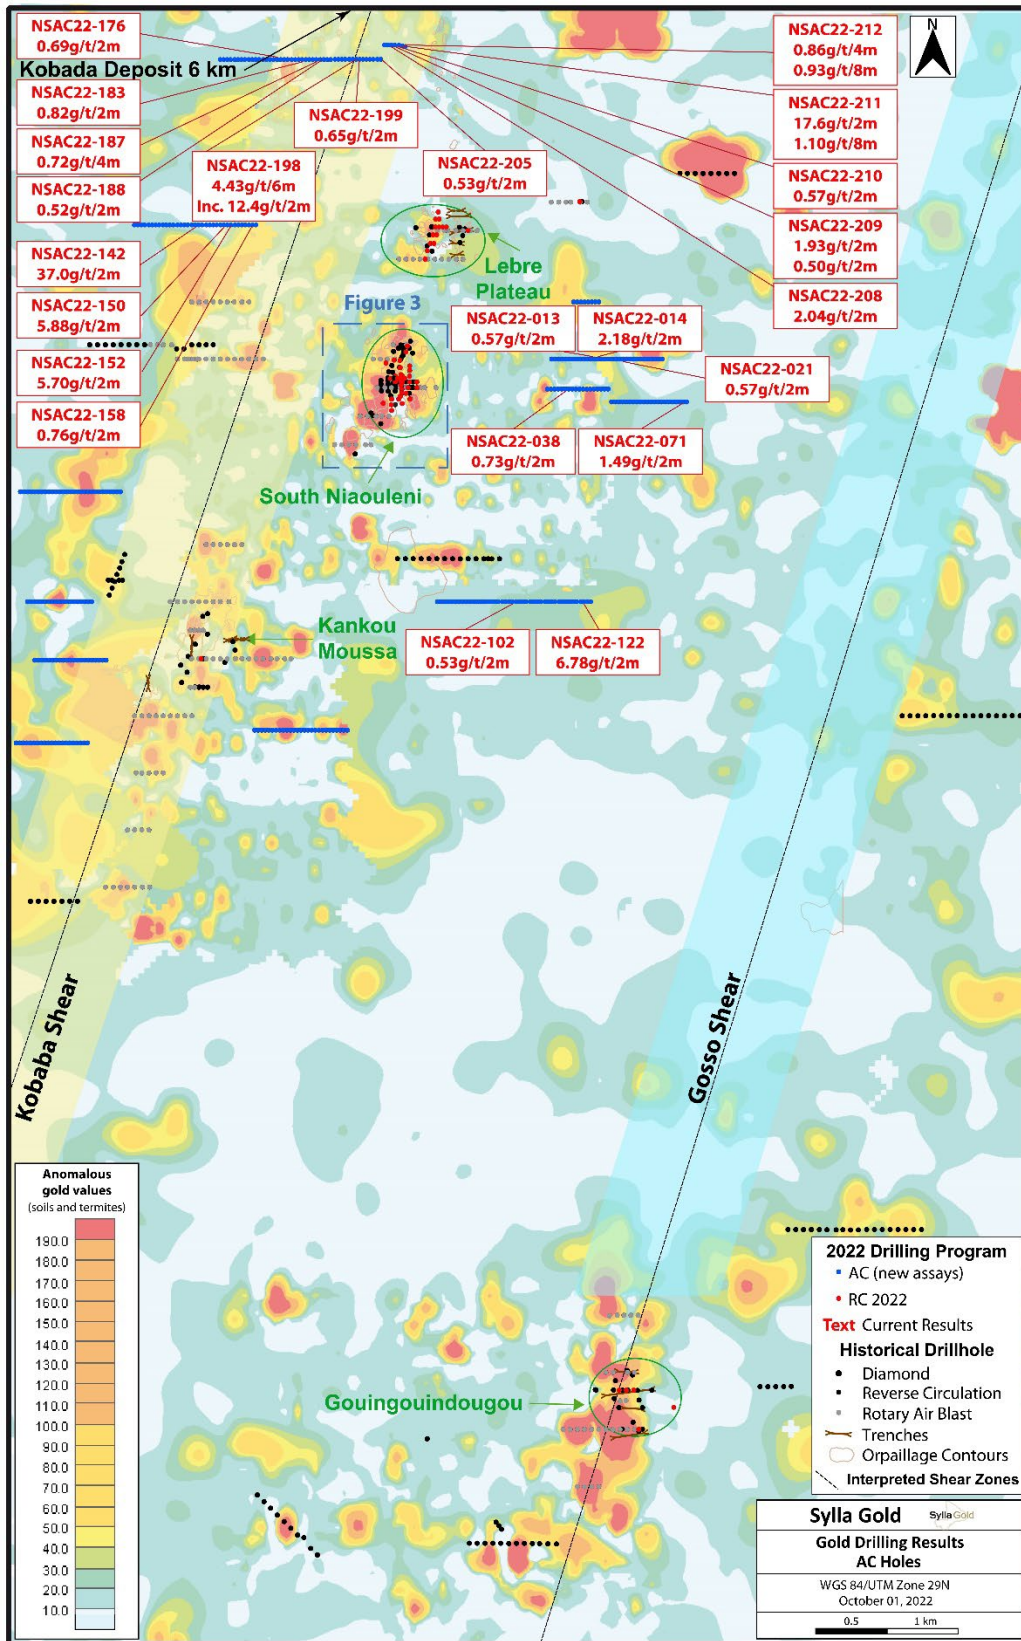 NSAC22-176
0.69g/t/2m
Kobada Deposit 6 km
NSAC22-183
0.82g/t/2m
NSAC22-187
0.72g/t/4m
NSAC22-188
0.52g/t/2m
NSAC22-199
0.65g/t/2m
NSAC22-198
4.43g/t/6m
Inc. 12.4g/t/2m
NSAC22-205
0.53g/t/2m
N
NSAC22-212
0.86g/t/4m
0.93g/t/8m
NSAC22-211
17.6g/t/2m
1.10g/t/8m
NSAC22-210
0.57g/t/2m
NSAC22-209
1.93g/t/2m
0.50g/t/2m
NSAC22-208
2.04g/t/2m
NSAC22-142
37.0g/t/2m
NSAC22-150
5.88g/t/2m
NSAC22-152
5.70g/t/2m
NSAC22-158
0.76g/t/2m
Lebre
Plateau
Figure 3
NSAC22-013
0.57g/t/2m
NSAC22-014
2.18g/t/2m
NSAC22-021
0.57g/t/2m
NSAC22-038
0.73g/t/2m
NSAC22-071
1.49g/t/2m
South Niaouleni
Kankou
Moussa
NSAC22-102
0.53g/t/2m
NSAC22-122
6.78g/t/2m
Kobaba Shear
Gosso Shear
Gouingouindougou
Anomalous
gold values
(soils and termites)
190.0
180.0
170.0
160.0
150.0
140.0
130.0
120.0
110.0
100.0
90.0
80.0
70.0
60.0
50.0
40.0
30.0
20.0
10.0
2022 Drilling Program
AC (new assays)
RC 2022
Text Current Results
Historical Drillhole
Diamond
Reverse Circulation
Rotary Air Blast
Trenches
Orpaillage Contours
Interpreted Shear Zones
Sylla Gold
SyllaGold
Gold Drilling Results
AC Holes
WGS 84/UTM Zone 29N
October 01, 2022
0.5 1 km